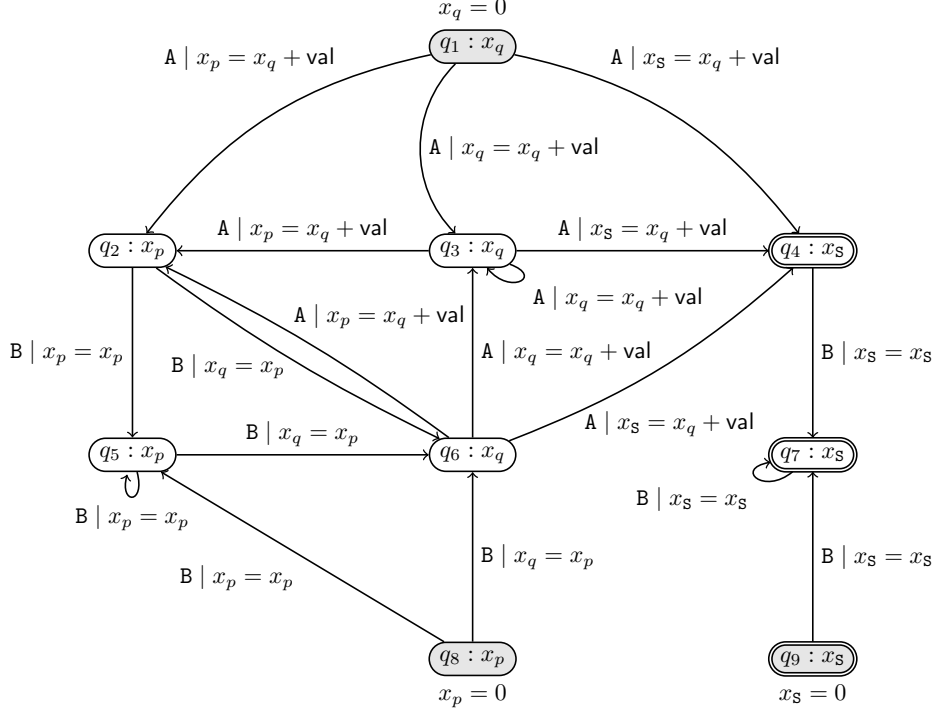 x_q = 0
q_1 : x_q
A | x_p = x_q + val
A | x_S = x_q + val
A | x_q = x_q + val
A | x_p = x_q + val
A | x_S = x_q + val
q_2 : x_p
q_3 : x_q
q_4 : x_S
A | x_q = x_q + val
A | x_p = x_q + val
B | x_p = x_p
B | x_q = x_p
A | x_q = x_q + val
B | x_S = x_S
A | x_S = x_q + val
B | x_q = x_p
q_5 : x_p
q_6 : x_q
q_7 : x_S
B | x_S = x_S
B | x_p = x_p
B | x_p = x_p
B | x_q = x_p
B | x_S = x_S
q_8 : x_p
q_9 : x_S
x_p = 0
x_S = 0